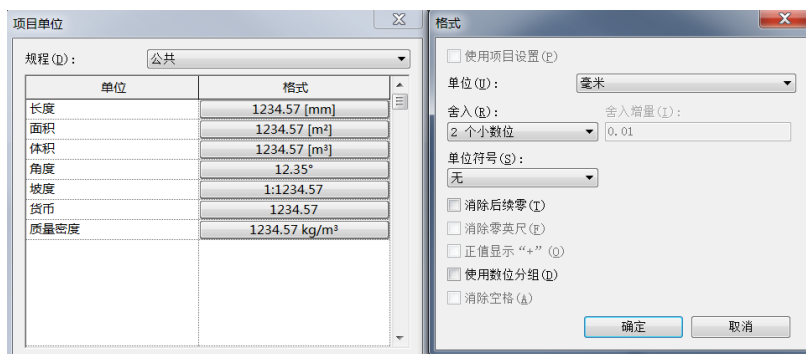 项目单位
规程(D)：
公共
单位
格式
长度
1234.57 [mm]
面积
1234.57 [m²]
体积
1234.57 [m³]
角度
12.35°
坡度
1:1234.57
货币
1234.57
质量密度
1234.57 kg/m³
格式
使用项目设置(P)
单位(U)：
毫米
舍入(R)：
舍入增量(I)：
2 个小数位
0.01
单位符号(S)：
无
消除后续零(T)
消除零英尺(F)
正值显示“+”(O)
使用数位分组(D)
消除空格(A)
确定
取消